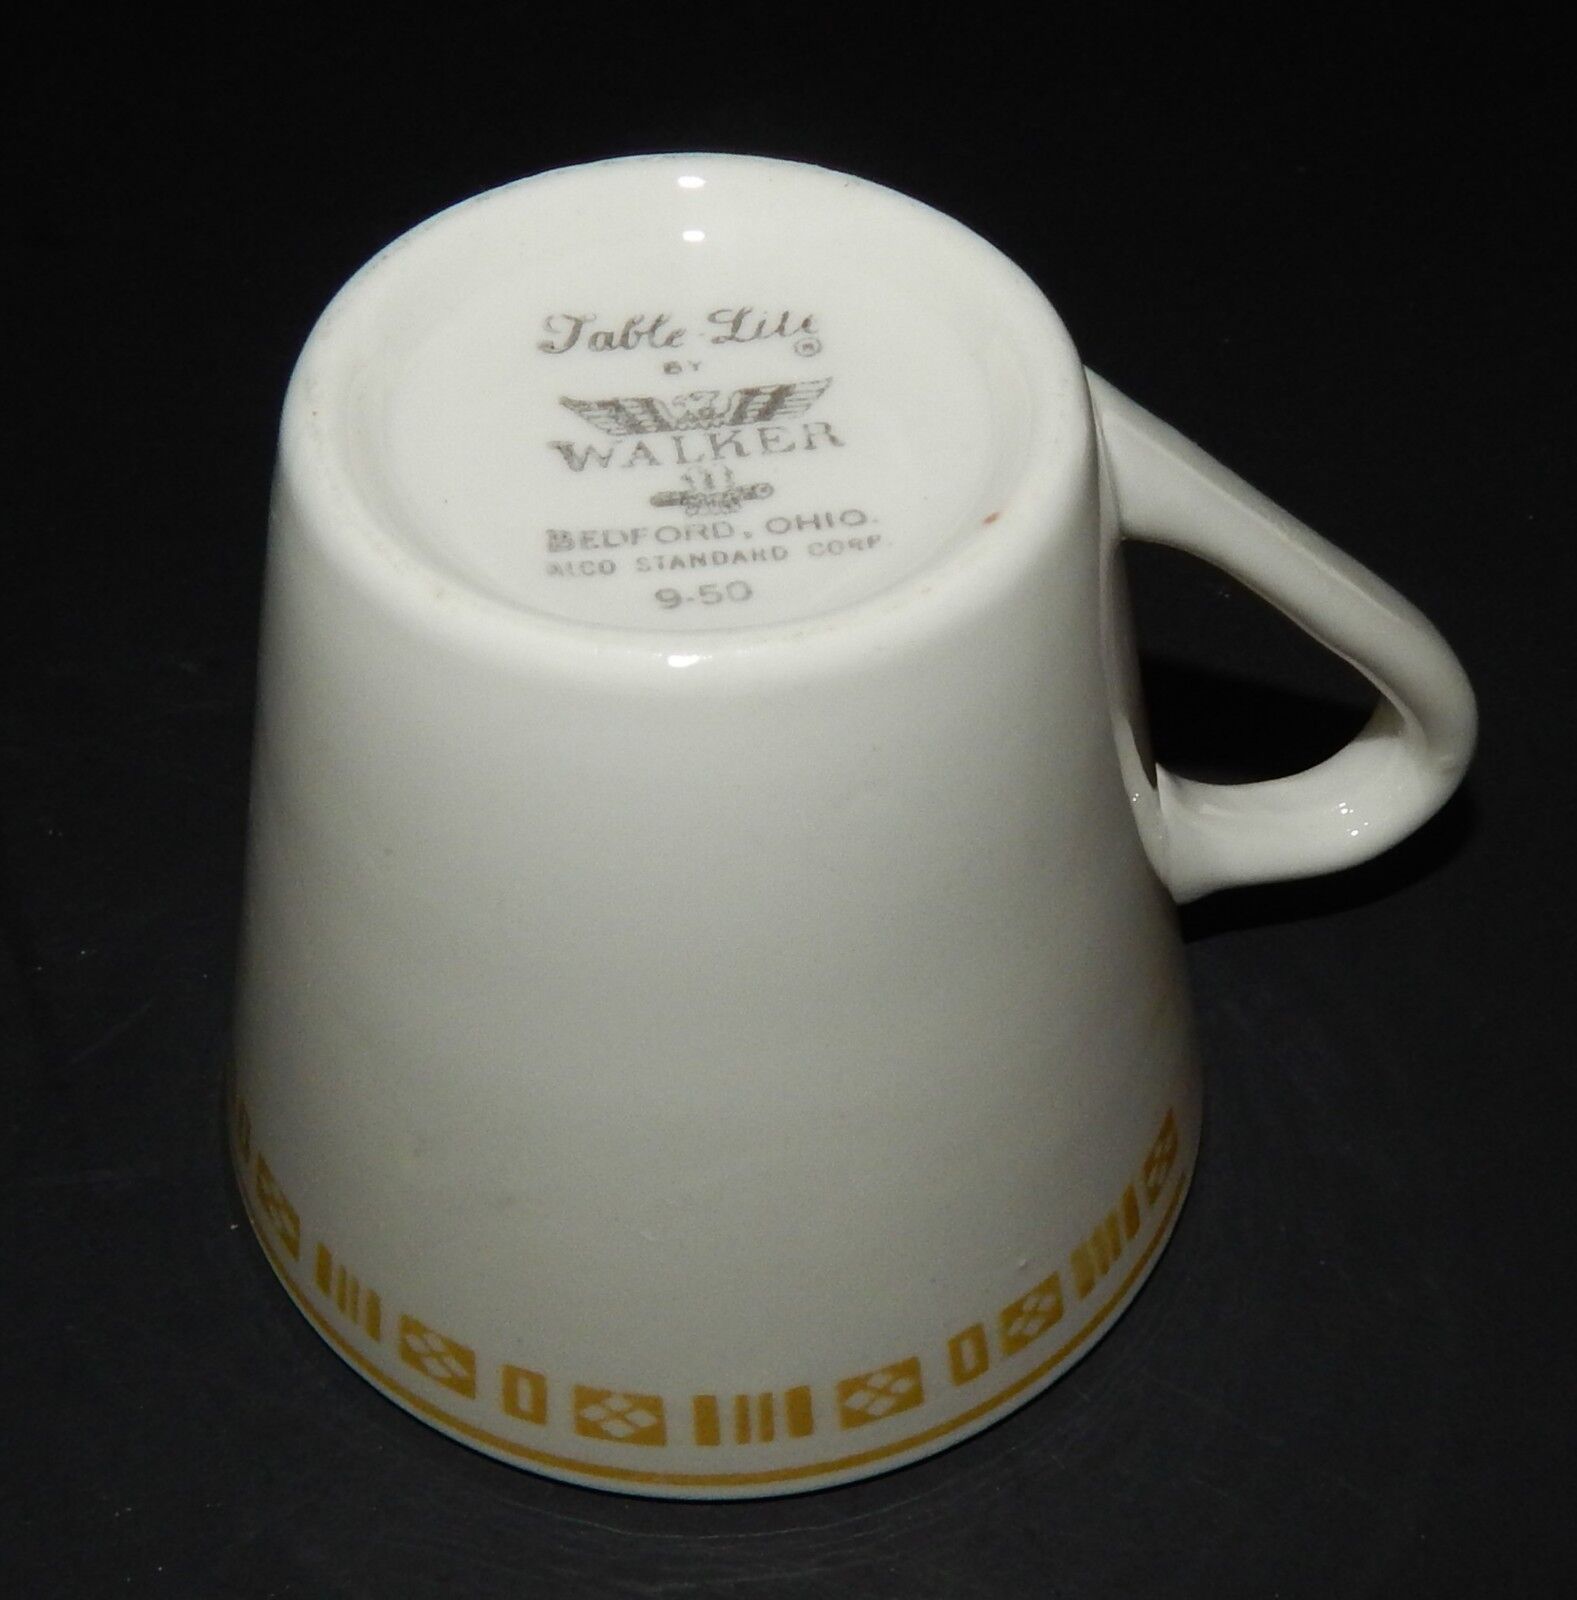 Table-Lite ®
BY
WALKER
BEDFORD, OHIO.
ALCO STANDARD CORP.
9-50